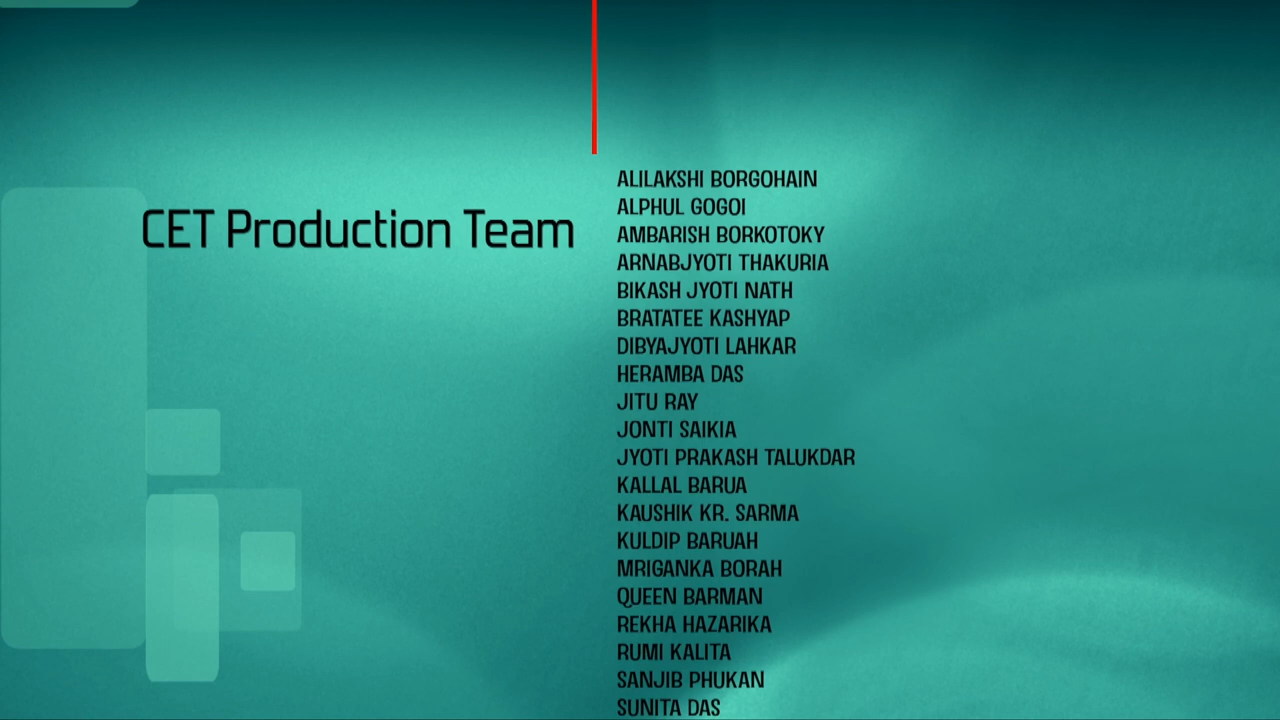 CET Production Team
ALILAKSHI BORGOHAIN
ALPHUL GOGOI
AMBARISH BORKOTOKY
ARNABJYOTI THAKURIA
BIKASH JYOTI NATH
BRATATEE KASHYAP
DIBYAJYOTI LAHKAR
HERAMBA DAS
JITU RAY
JONTI SAIKIA
JYOTI PRAKASH TALUKDAR
KALLAL BARUA
KAUSHIK KR. SARMA
KULDIP BARUAH
MRIGANKA BORAH
QUEEN BARMAN
REKHA HAZARIKA
RUMI KALITA
SANJIB PHUKAN
SUNITA DAS